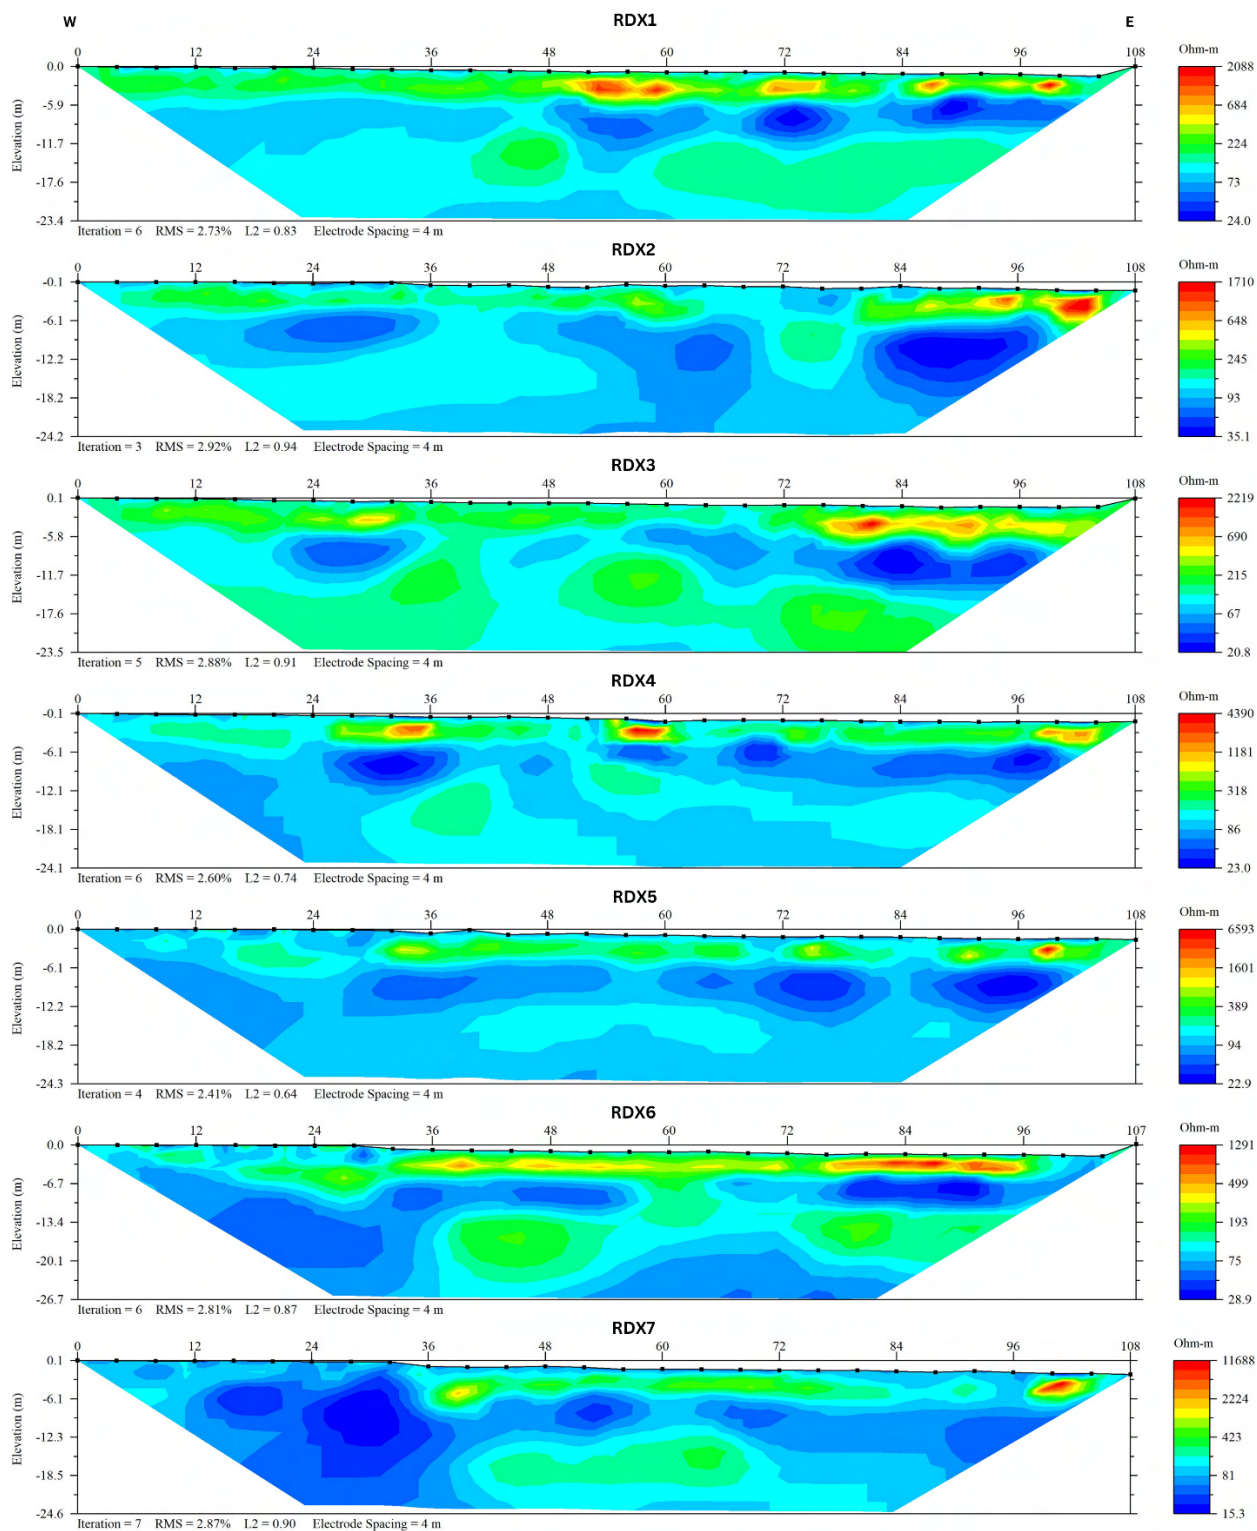 W RDX1 E
0 12 24 36 48 60 72 84 96 108
Elevation (m)
0.0
-5.9
-11.7
-17.6
-23.4
Ohm-m
2088
684
224
73
24.0
Iteration = 6 RMS = 2.73% L2 = 0.83 Electrode Spacing = 4 m
RDX2
0 12 24 36 48 60 72 84 96 108
Elevation (m)
-0.1
-6.1
-12.2
-18.2
-24.2
Ohm-m
1710
648
245
93
35.1
Iteration = 3 RMS = 2.92% L2 = 0.94 Electrode Spacing = 4 m
RDX3
0 12 24 36 48 60 72 84 96 108
Elevation (m)
0.1
-5.8
-11.7
-17.6
-23.5
Ohm-m
2219
690
215
67
20.8
Iteration = 5 RMS = 2.88% L2 = 0.91 Electrode Spacing = 4 m
RDX4
0 12 24 36 48 60 72 84 96 108
Elevation (m)
-0.1
-6.1
-12.1
-18.1
-24.1
Ohm-m
4390
1181
318
86
23.0
Iteration = 6 RMS = 2.60% L2 = 0.74 Electrode Spacing = 4 m
RDX5
0 12 24 36 48 60 72 84 96 108
Elevation (m)
0.0
-6.1
-12.2
-18.2
-24.3
Ohm-m
6593
1601
389
94
22.9
Iteration = 4 RMS = 2.41% L2 = 0.64 Electrode Spacing = 4 m
RDX6
0 12 24 36 48 60 72 84 96 107
Elevation (m)
0.0
-6.7
-13.4
-20.1
-26.7
Ohm-m
1291
499
193
75
28.9
Iteration = 6 RMS = 2.81% L2 = 0.87 Electrode Spacing = 4 m
RDX7
0 12 24 36 48 60 72 84 96 108
Elevation (m)
0.1
-6.1
-12.3
-18.5
-24.6
Ohm-m
11688
2224
423
81
15.3
Iteration = 7 RMS = 2.87% L2 = 0.90 Electrode Spacing = 4 m